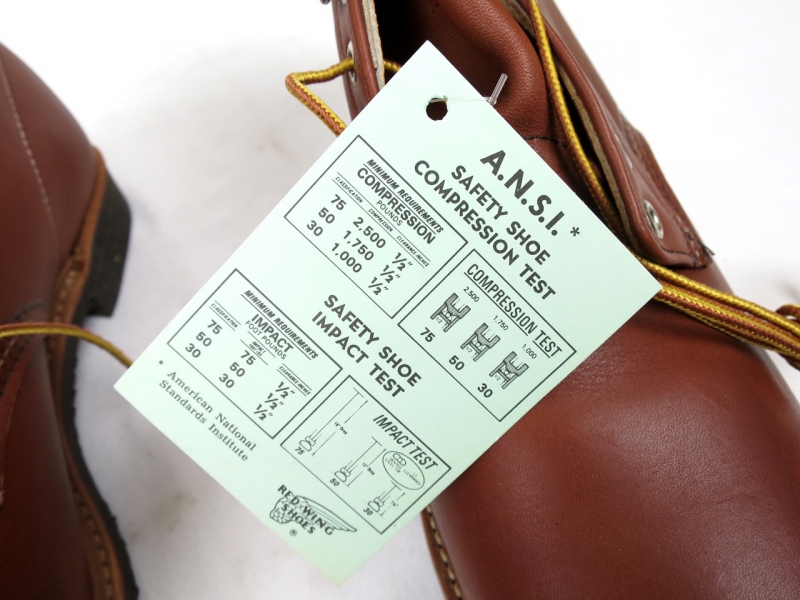 A.N.S.I. *
SAFETY SHOE
COMPRESSION TEST
MINIMUM REQUIREMENTS
COMPRESSION
POUNDS
CLASSIFICATION COMPRESSION CLEARANCE INCHES
75 2,500 ½"
50 1,750 ½"
30 1,000 ½"
COMPRESSION TEST
2,500 1,750 1,000
75 50 30
SAFETY SHOE
IMPACT TEST
MINIMUM REQUIREMENTS
IMPACT
FOOT POUNDS
CLASSIFICATION IMPACT CLEARANCE INCHES
75 75 ½"
50 50 ½"
30 30 ½"
IMPACT TEST
75 50 30
* American National
Standards Institute
RED WING
SHOES
®